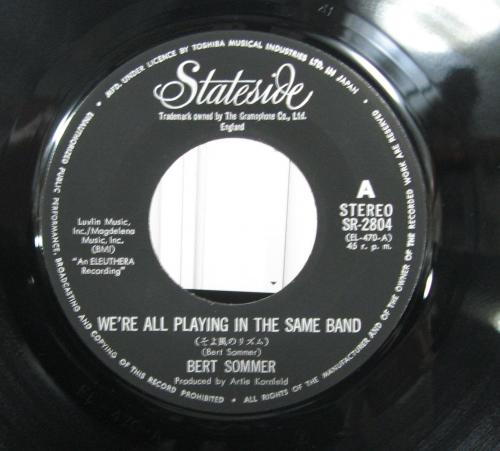 MFD. UNDER LICENCE BY TOSHIBA MUSICAL INDUSTRIES LTD. IN JAPAN
ALL RIGHTS OF THE MANUFACTURER AND OF THE OWNER OF THE RECORDED WORK ARE RESERVED
UNAUTHORIZED PUBLIC PERFORMANCE, BROADCASTING AND COPYING OF THIS RECORD PROHIBITED
Stateside
Trademark owned by The Gramophone Co., Ltd.
England
A
STEREO
SR-2804
(EL-470-A)
45 r. p. m.
Luvlin Music,
Inc./Magdelena
Music, Inc.
(BMI)
"An ELEUTHERA
Recording"
WE'RE ALL PLAYING IN THE SAME BAND
(そよ風のリズム)
(Bert Sommer)
BERT SOMMER
Produced by Artie Kornfeld